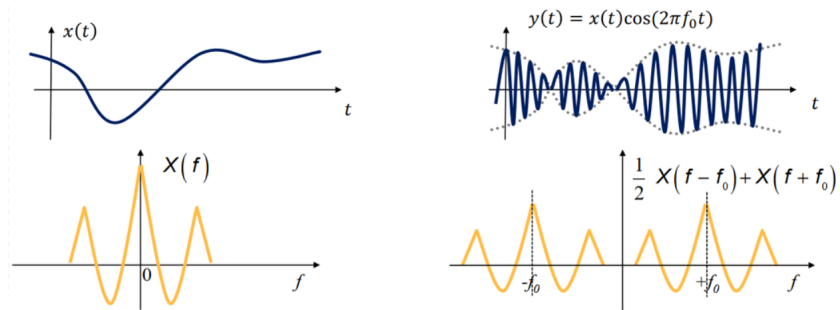 x(t)
t
y(t) = x(t)cos(2πf₀t)
t
X(f)
0
f
1/2 X(f − f₀)+X(f + f₀)
-f₀
+f₀
f